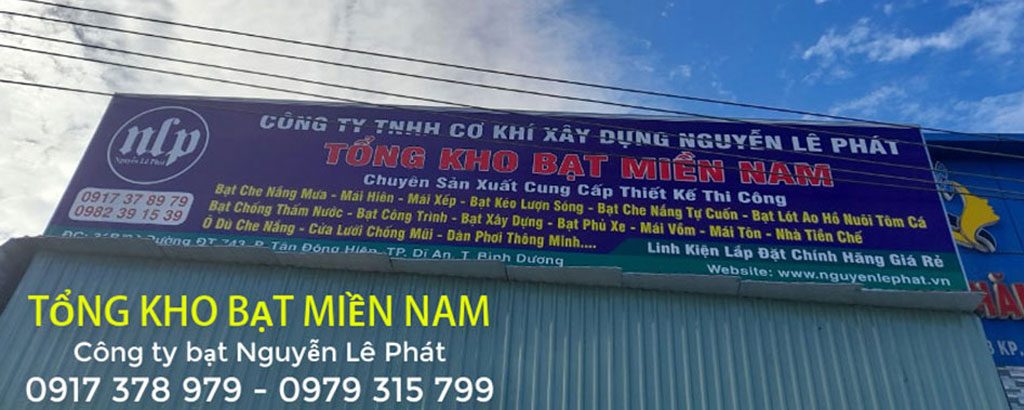 nlp
Nguyễn Lê Phát
0917 37 89 79
0982 39 15 39
CÔNG TY TNHH CƠ KHÍ XÂY DỰNG NGUYỄN LÊ PHÁT
TỔNG KHO BẠT MIỀN NAM
Chuyên Sản Xuất Cung Cấp Thiết Kế Thi Công
Bạt Che Nắng Mưa - Mái Hiên - Mái Xếp - Bạt Kéo Lượn Sóng - Bạt Che Nắng Tự Cuốn - Bạt Lót Ao Hồ Nuôi Tôm Cá
Bạt Chống Thấm Nước - Bạt Công Trình - Bạt Xây Dựng - Bạt Phủ Xe - Mái Vồm - Mái Tôn - Nhà Tiền Chế
Ô Dù Che Nắng - Cửa Lưới Chống Mũi - Dàn Phơi Thông Minh....
ĐT 743, P. Tân Đông Hiệp, TP. Dĩ An, T. Bình Dương
Linh Kiện Lắp Đặt Chính Hãng Giá Rẻ
Website: www.nguyenlephat.vn
KP.
TỔNG KHO BẠT MIỀN NAM
Công ty bạt Nguyễn Lê Phát
0917 378 979 - 0979 315 799